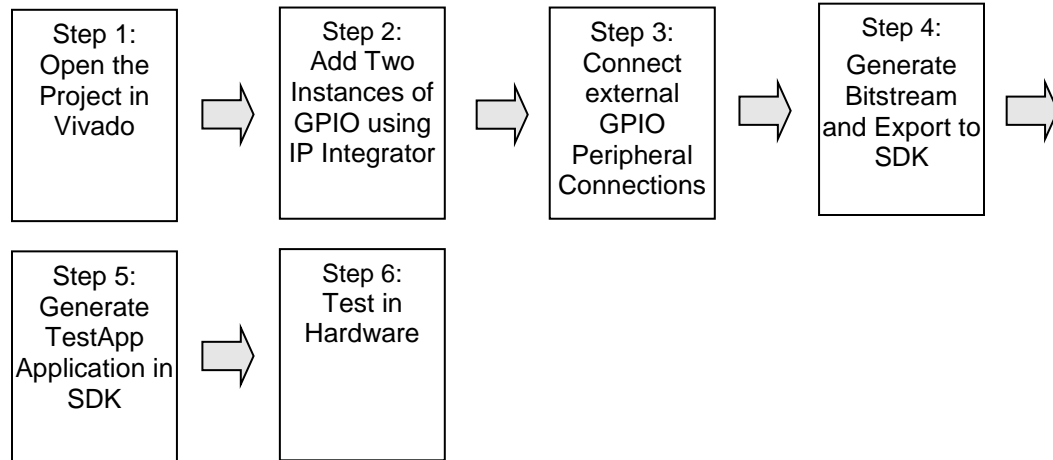 Step 1:
Open the
Project in
Vivado
Step 2:
Add Two
Instances of
GPIO using
IP Integrator
Step 3:
Connect
external
GPIO
Peripheral
Connections
Step 4:
Generate
Bitstream
and Export to
SDK
Step 5:
Generate
TestApp
Application in
SDK
Step 6:
Test in
Hardware